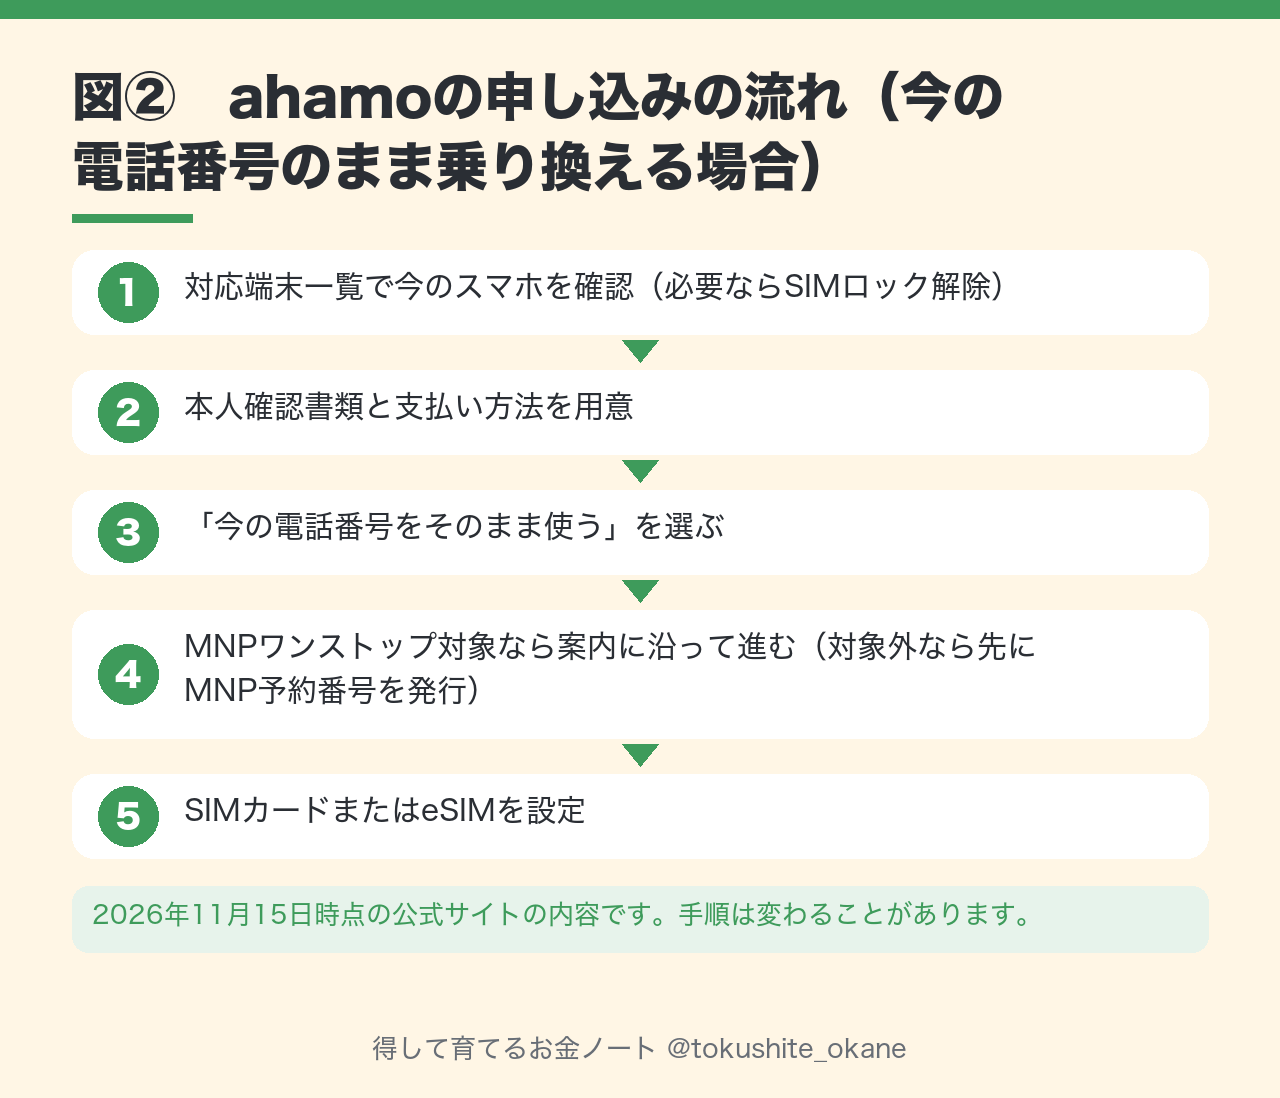 図②　ahamoの申し込みの流れ（今の
電話番号のまま乗り換える場合）
1 対応端末一覧で今のスマホを確認（必要ならSIMロック解除）
2 本人確認書類と支払い方法を用意
3 「今の電話番号をそのまま使う」を選ぶ
4 MNPワンストップ対象なら案内に沿って進む（対象外なら先に
MNP予約番号を発行）
5 SIMカードまたはeSIMを設定
2026年11月15日時点の公式サイトの内容です。手順は変わることがあります。
得して育てるお金ノート @tokushite_okane